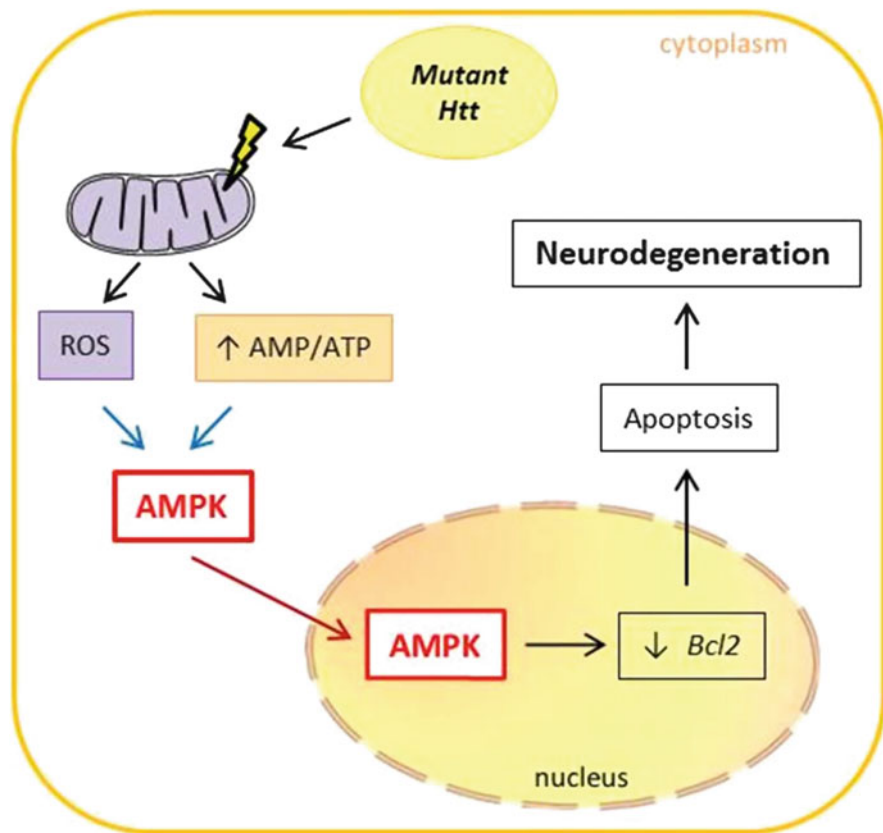 cytoplasm
Mutant
Htt
ROS
↑ AMP/ATP
AMPK
AMPK
↓ Bcl2
nucleus
Apoptosis
Neurodegeneration